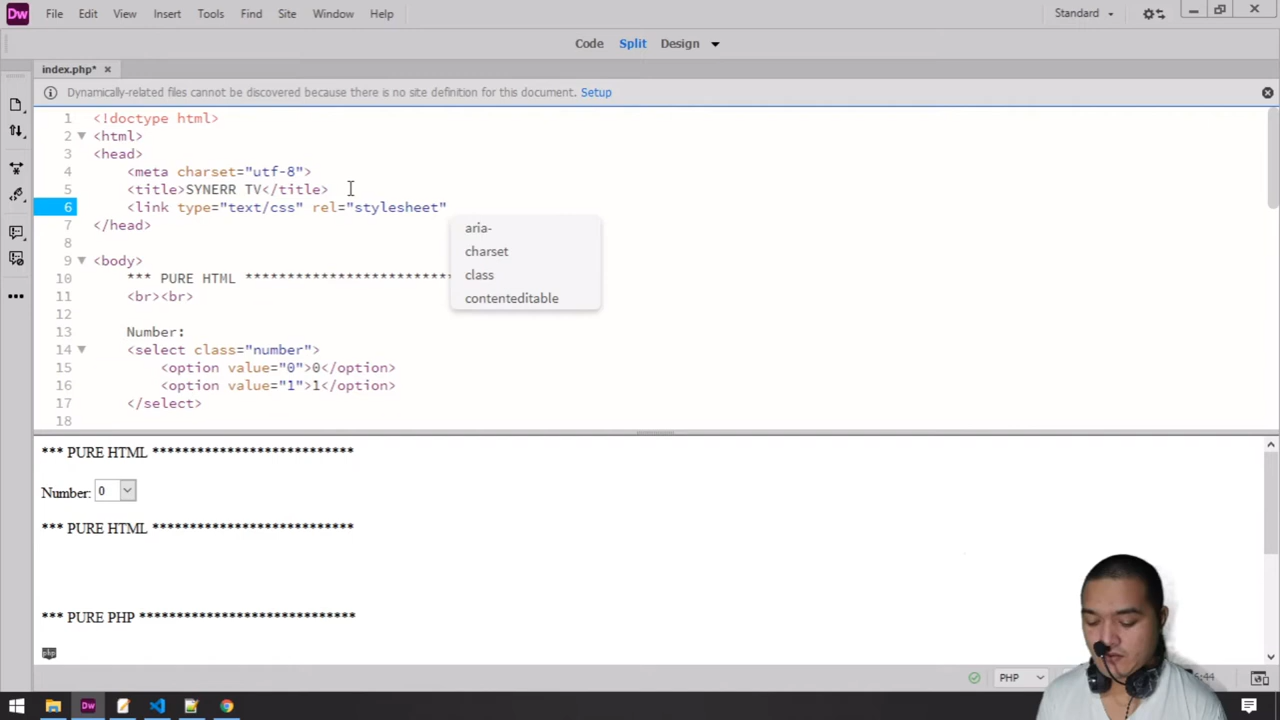 Dw File Edit View Insert Tools Find Site Window Help Standard
Code Split Design
index.php*
Dynamically-related files cannot be discovered because there is no site definition for this document. Setup
1 <!doctype html>
2 <html>
3 <head>
4 <meta charset="utf-8">
5 <title>SYNERR TV</title>
6 <link type="text/css" rel="stylesheet"
7 </head>
8
9 <body>
10 *** PURE HTML *************************
11 <br><br>
12
13 Number:
14 <select class="number">
15 <option value="0">0</option>
16 <option value="1">1</option>
17 </select>
18
aria-
charset
class
contenteditable
*** PURE HTML ***************************
Number: 0
*** PURE HTML ***************************
*** PURE PHP *****************************
php
PHP
:44
Dw